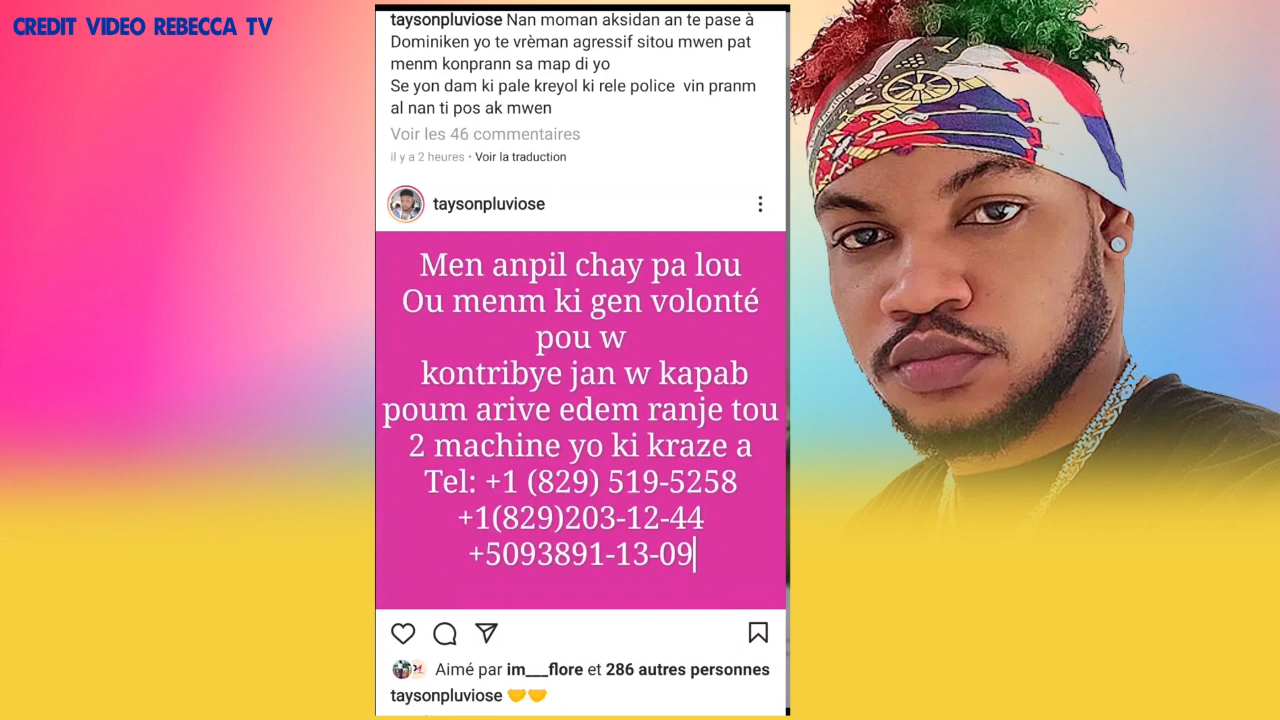 CREDIT VIDEO REBECCA TV
taysonpluviose Nan moman aksidan an te pase à
Dominiken yo te vrèman agressif sitou mwen pat
menm konprann sa map di yo
Se yon dam ki pale kreyol ki rele police vin pranm
al nan ti pos ak mwen
Voir les 46 commentaires
il y a 2 heures • Voir la traduction
taysonpluviose
Men anpil chay pa lou
Ou menm ki gen volonté
pou w
kontribye jan w kapab
poum arive edem ranje tou
2 machine yo ki kraze a
Tel: +1 (829) 519-5258
+1(829)203-12-44
+5093891-13-09
Aimé par im___flore et 286 autres personnes
taysonpluviose 🤝🤝